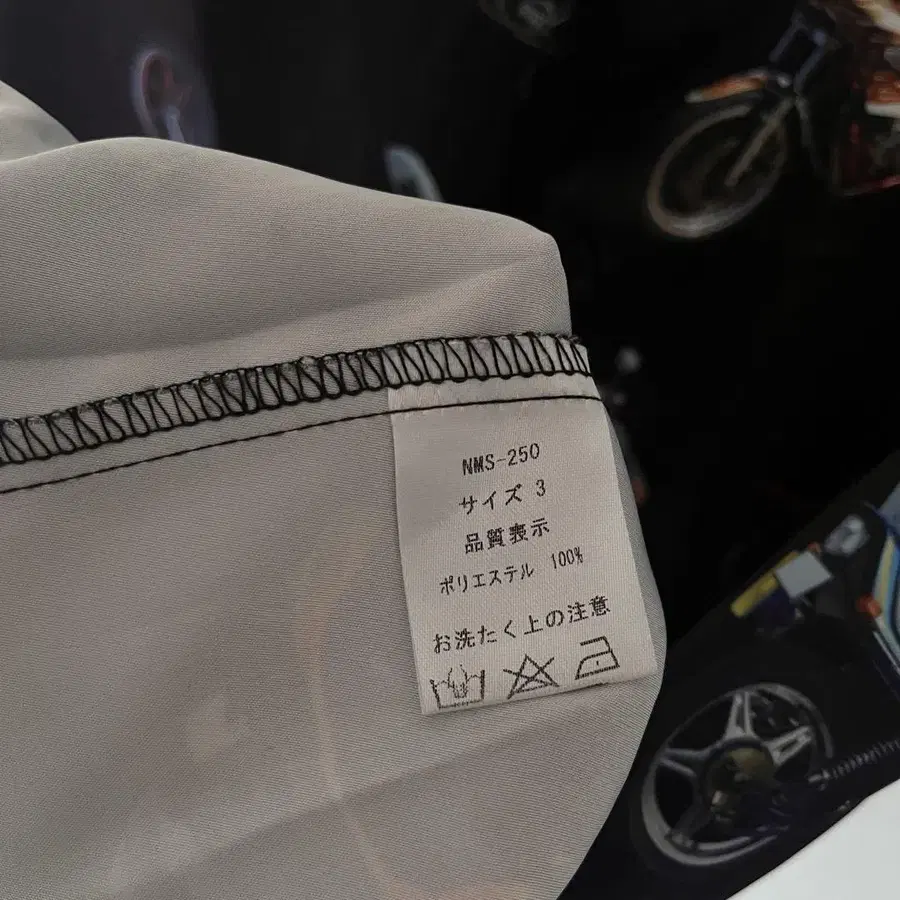 NMS-250
サイズ 3
品質表示
ポリエステル 100%
お洗たく上の注意